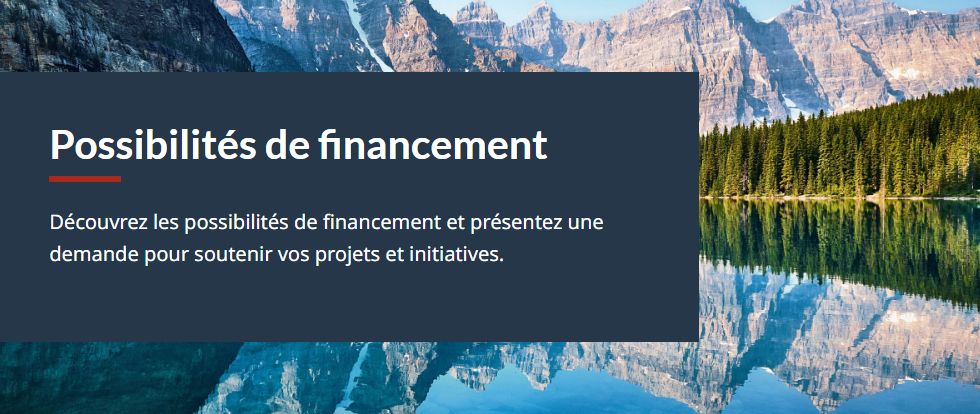 Possibilités de financement
Découvrez les possibilités de financement et présentez une
demande pour soutenir vos projets et initiatives.